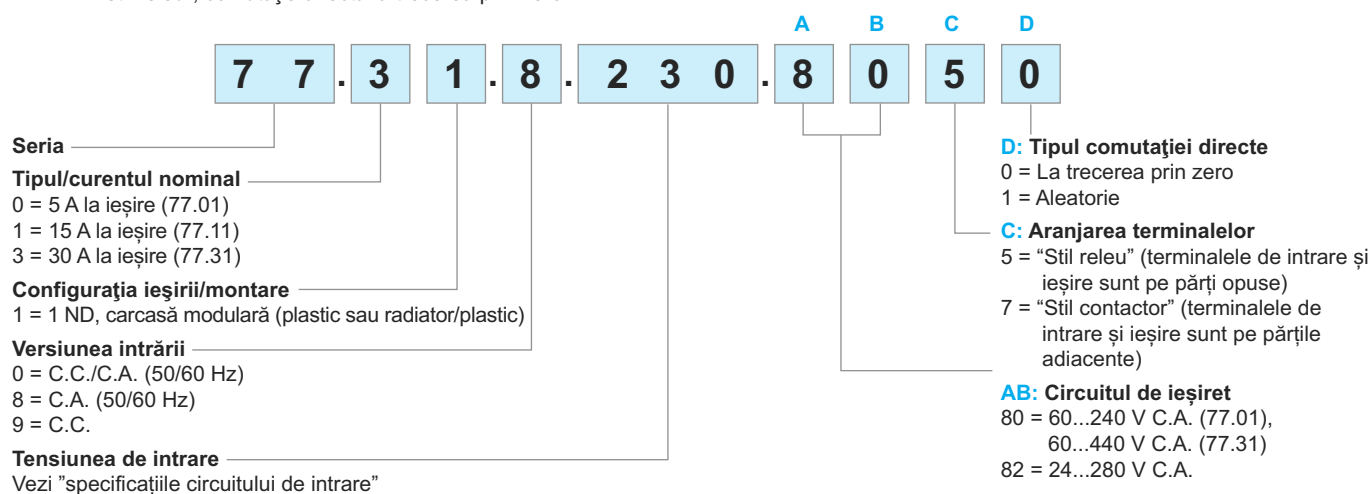 A B C D
7 7 . 3 1 . 8 . 2 3 0 . 8 0 5 0
Seria
Tipul/curentul nominal
0 = 5 A la ieșire (77.01)
1 = 15 A la ieșire (77.11)
3 = 30 A la ieșire (77.31)
Configuraţia ieşirii/montare
1 = 1 ND, carcasă modulară (plastic sau radiator/plastic)
Versiunea intrării
0 = C.C./C.A. (50/60 Hz)
8 = C.A. (50/60 Hz)
9 = C.C.
Tensiunea de intrare
Vezi ”specificațiile circuitului de intrare”
D: Tipul comutaţiei directe
0 = La trecerea prin zero
1 = Aleatorie
C: Aranjarea terminalelor
5 = “Stil releu” (terminalele de intrare și
ieșire sunt pe părți opuse)
7 = “Stil contactor” (terminalele de
intrare și ieșire sunt pe părțile
adiacente)
AB: Circuitul de ieșiret
80 = 60...240 V C.A. (77.01),
60...440 V C.A. (77.31)
82 = 24...280 V C.A.